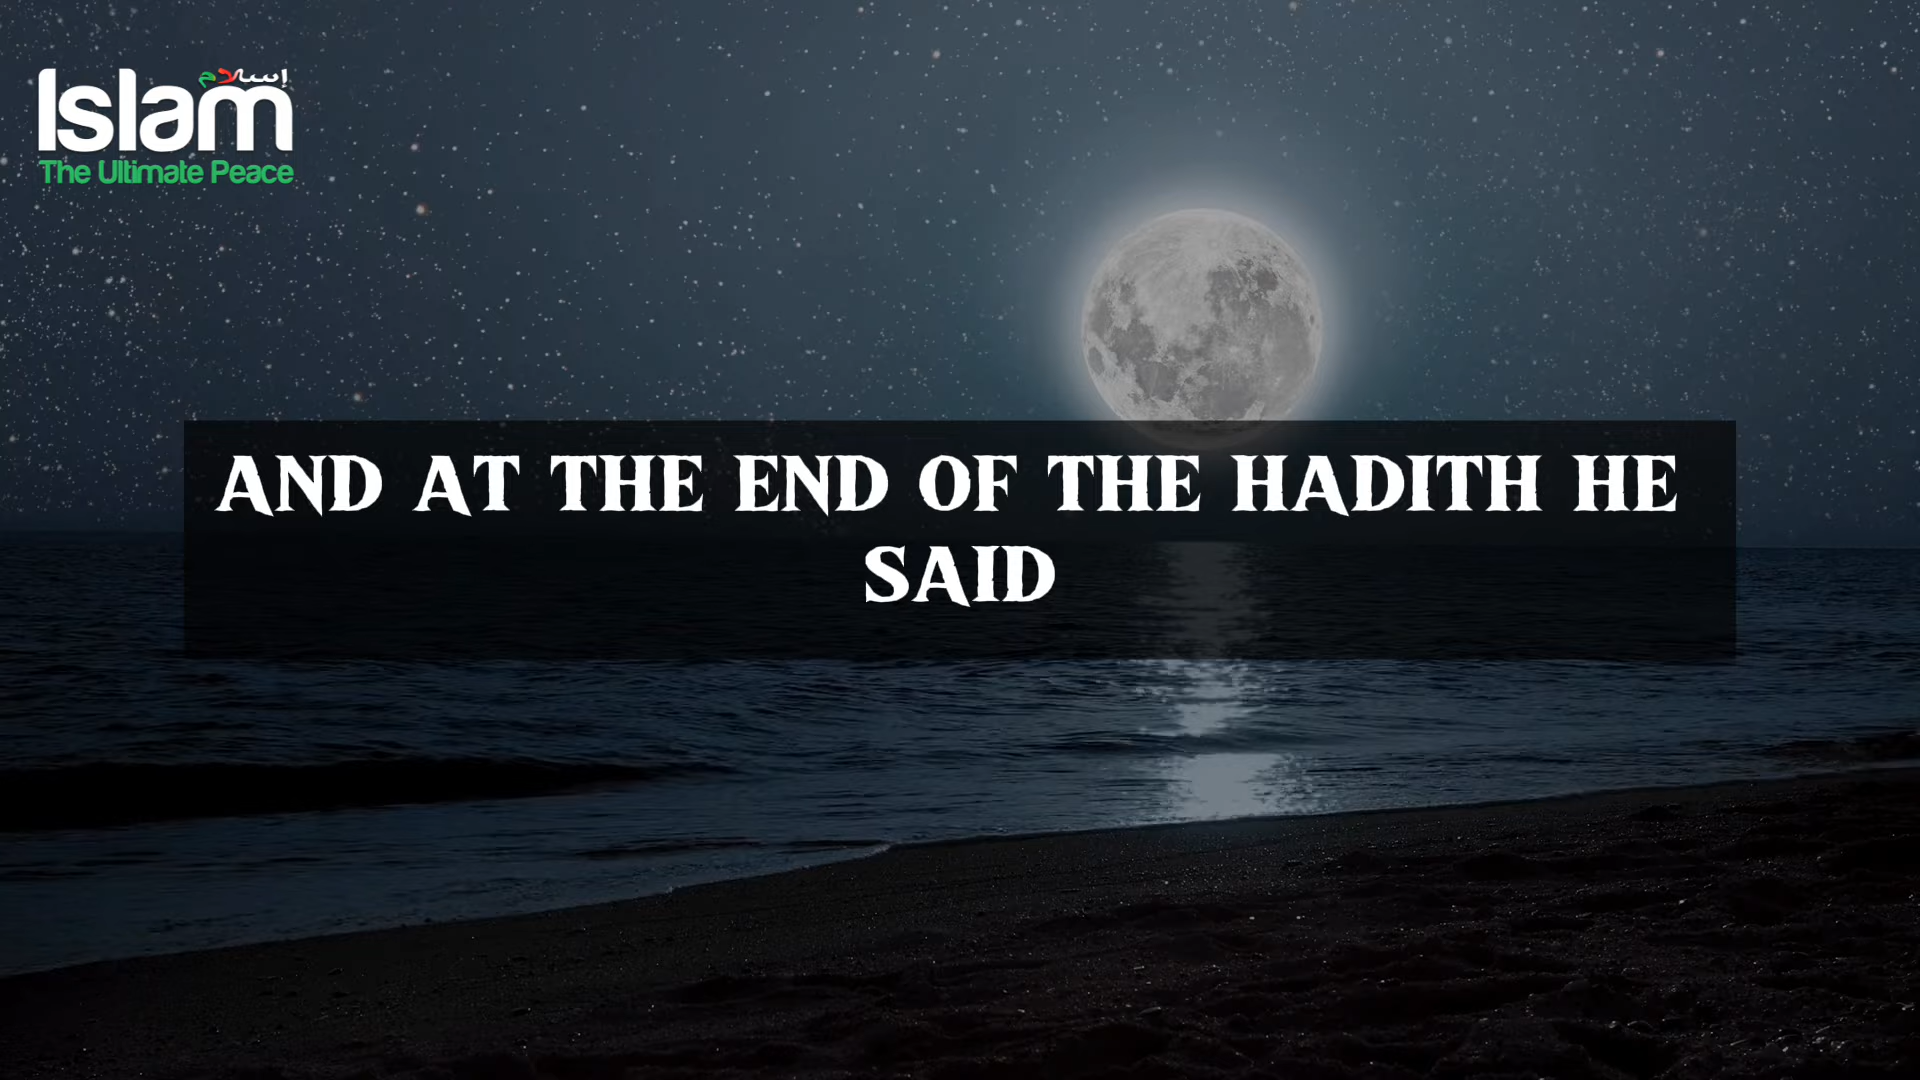 إسلام
Islam
The Ultimate Peace
AND AT THE END OF THE HADITH HE
SAID